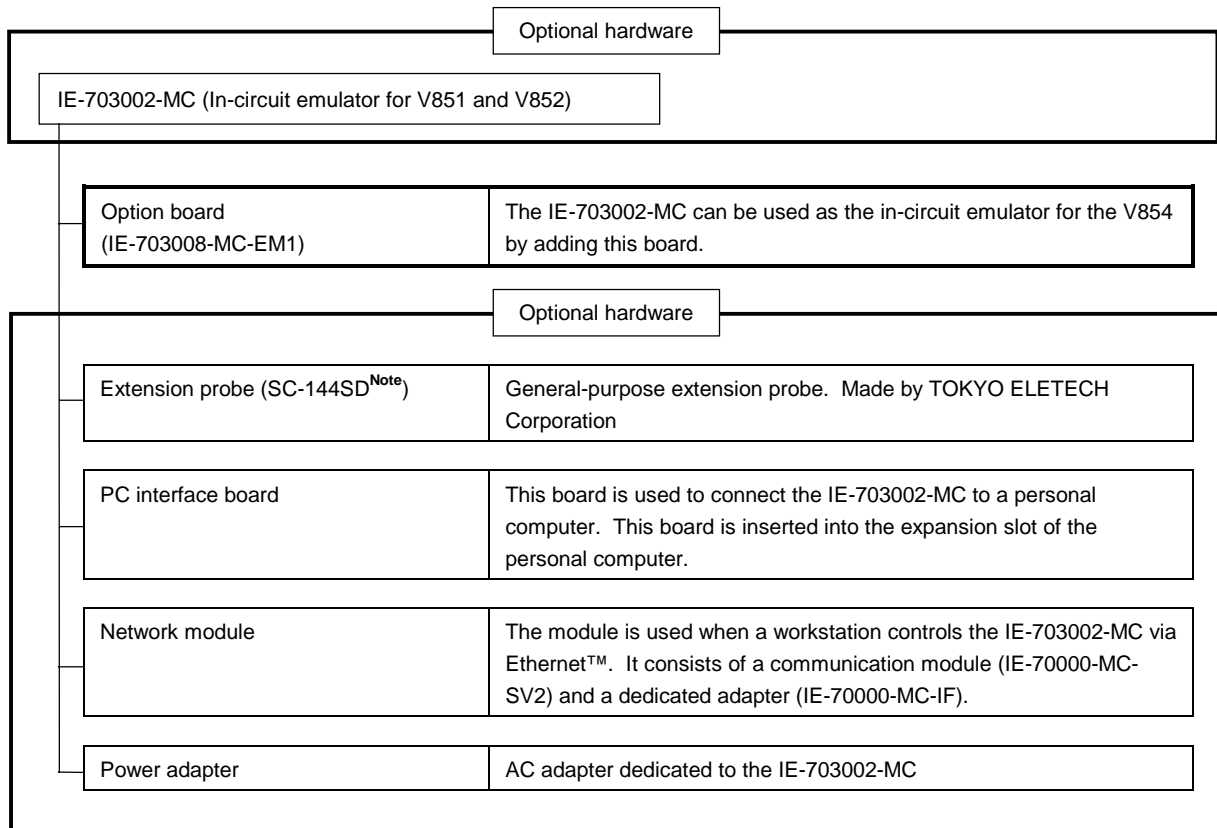 Optional hardware
IE-703002-MC (In-circuit emulator for V851 and V852)
Option board
(IE-703008-MC-EM1)
The IE-703002-MC can be used as the in-circuit emulator for the V854
by adding this board.
Optional hardware
Extension probe (SC-144SDNote)
General-purpose extension probe.  Made by TOKYO ELETECH
Corporation
PC interface board
This board is used to connect the IE-703002-MC to a personal
computer.  This board is inserted into the expansion slot of the
personal computer.
Network module
The module is used when a workstation controls the IE-703002-MC via
Ethernet™.  It consists of a communication module (IE-70000-MC-
SV2) and a dedicated adapter (IE-70000-MC-IF).
Power adapter
AC adapter dedicated to the IE-703002-MC